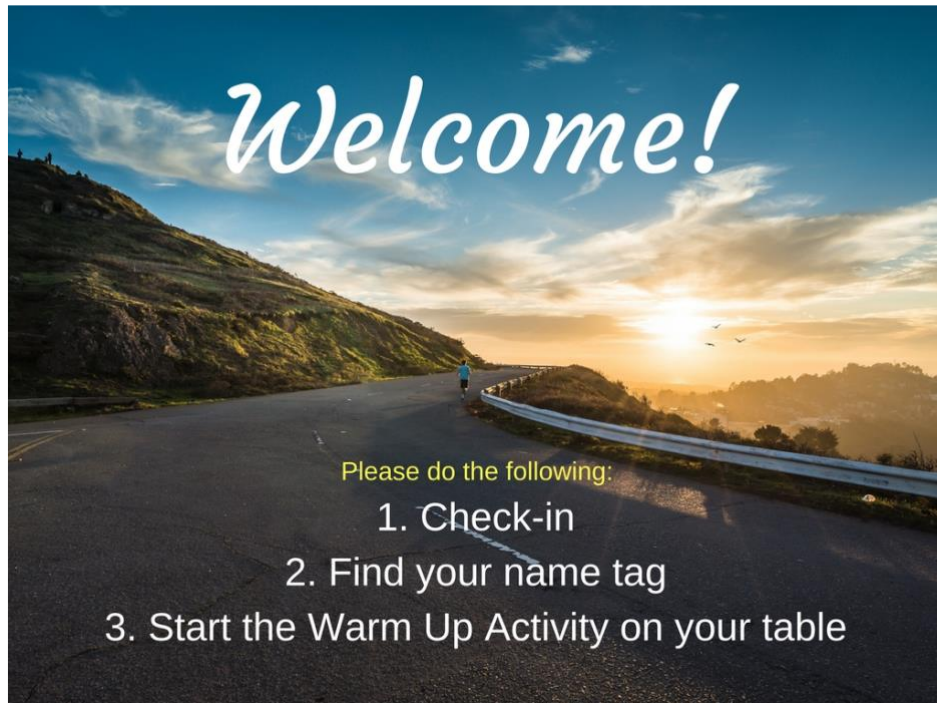 Welcome!
Please do the following:
1. Check-in
2. Find your name tag
3. Start the Warm Up Activity on your table